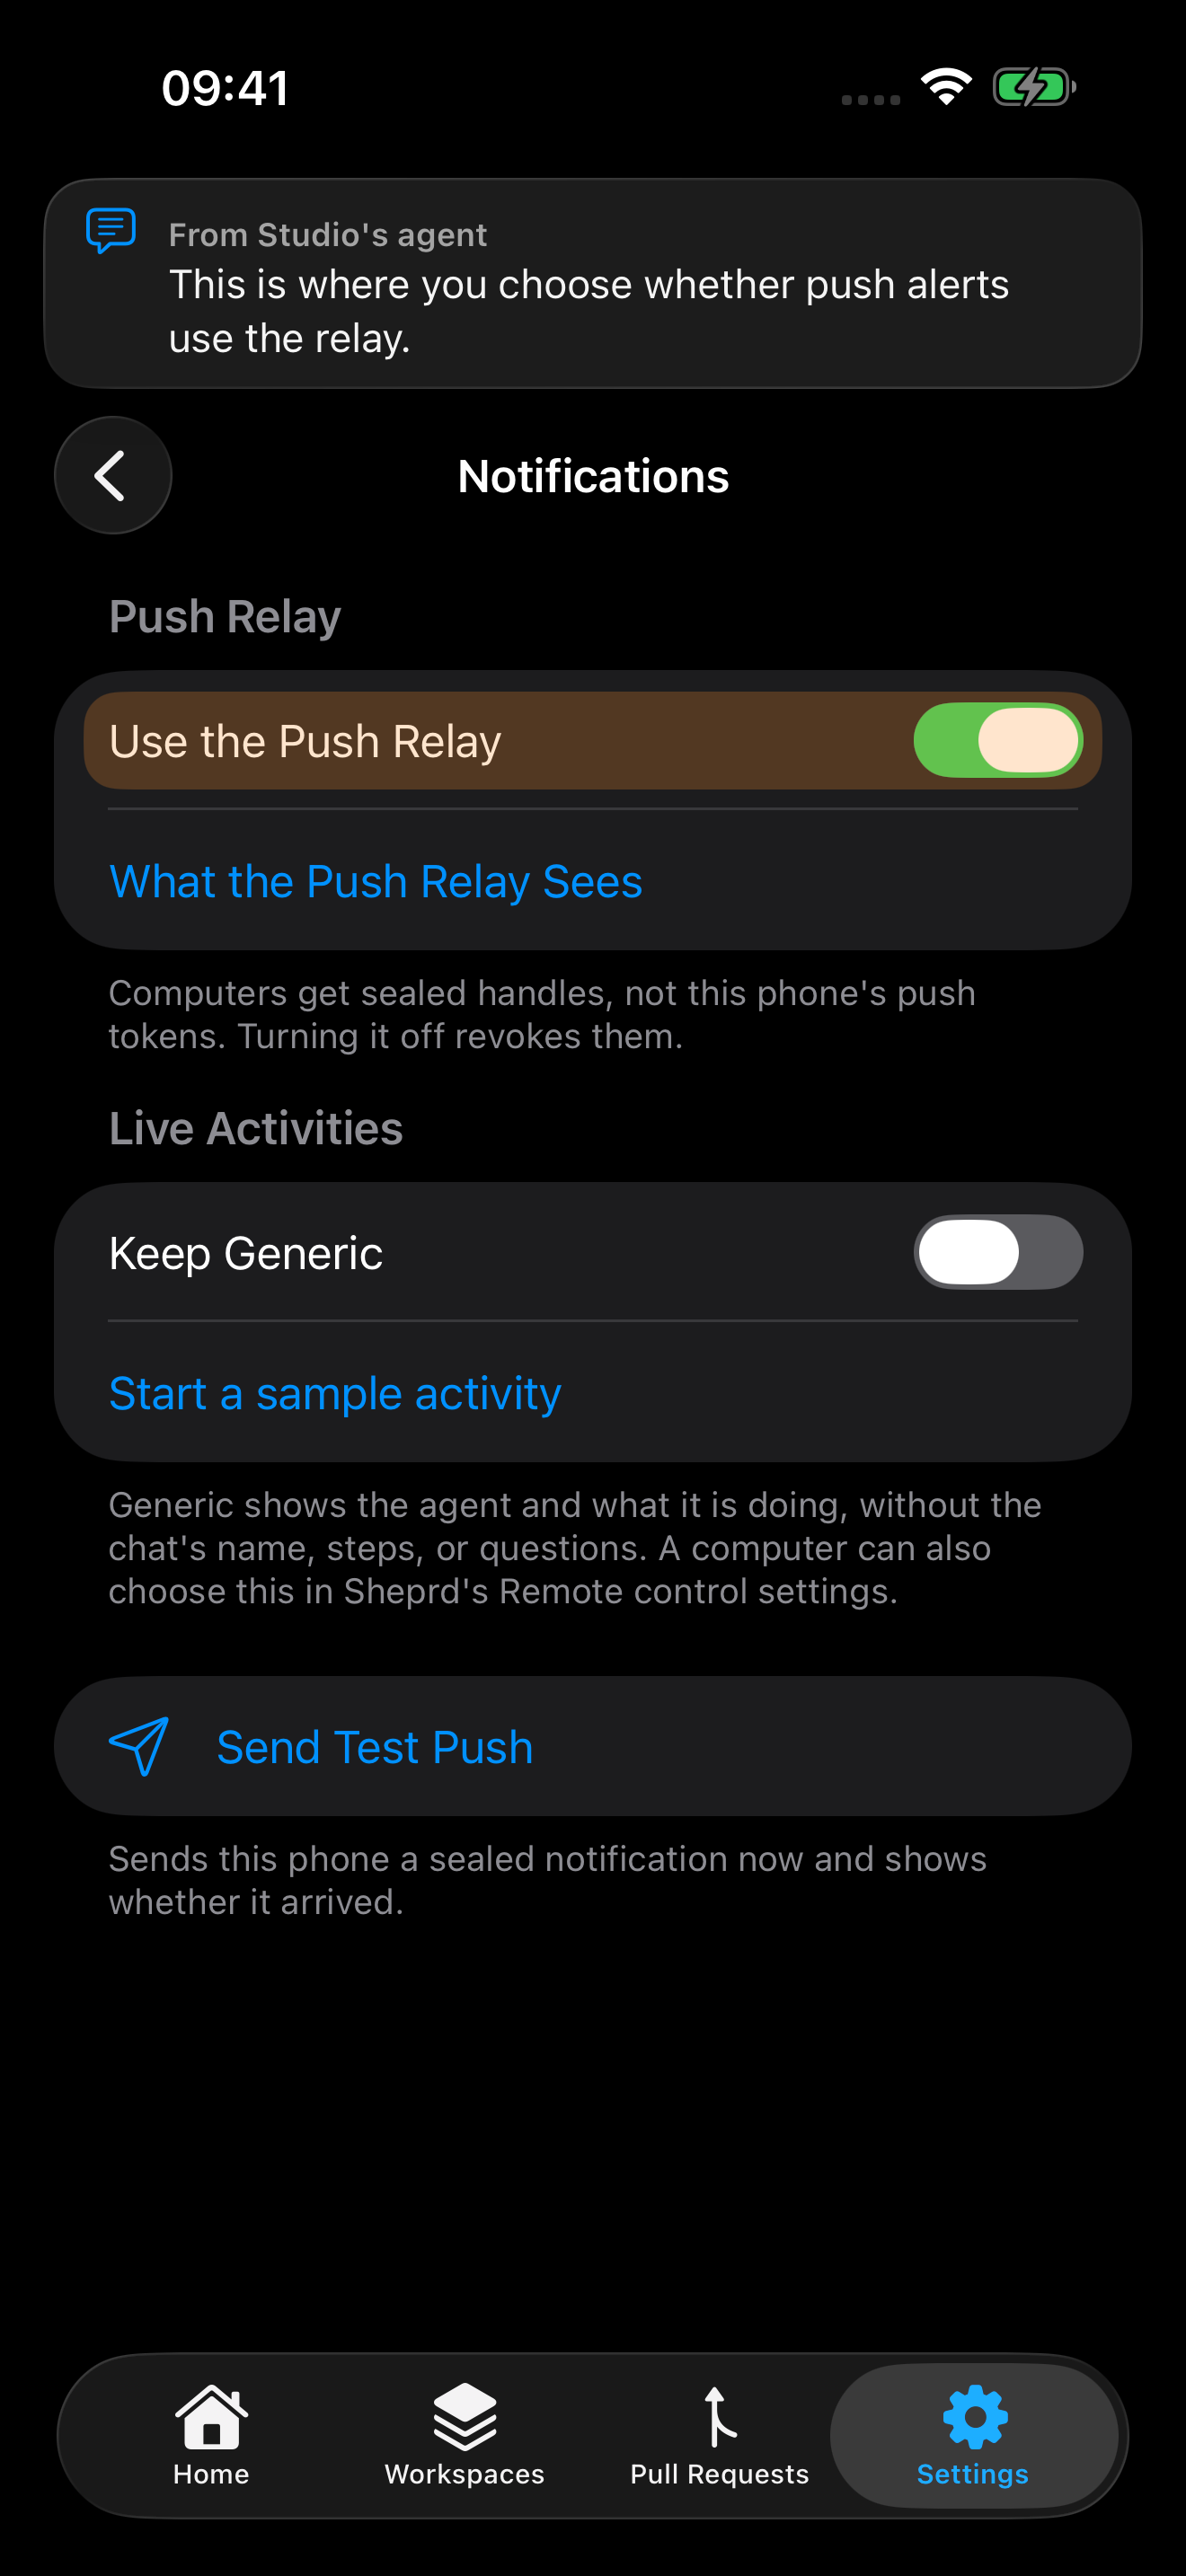 09:41
From Studio's agent
This is where you choose whether push alerts
use the relay.
Notifications
Push Relay
Use the Push Relay
What the Push Relay Sees
Computers get sealed handles, not this phone's push
tokens. Turning it off revokes them.
Live Activities
Keep Generic
Start a sample activity
Generic shows the agent and what it is doing, without the
chat's name, steps, or questions. A computer can also
choose this in Sheprd's Remote control settings.
Send Test Push
Sends this phone a sealed notification now and shows
whether it arrived.
Home
Workspaces
Pull Requests
Settings